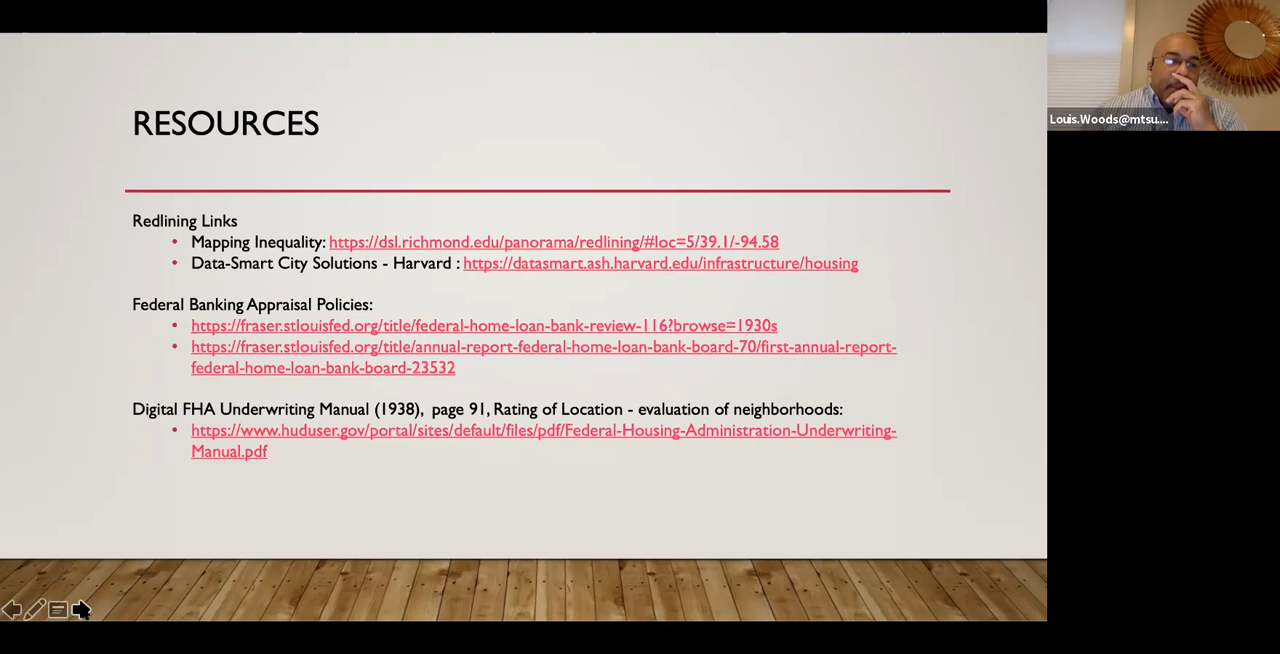 RESOURCES
Redlining Links
• Mapping Inequality: https://dsl.richmond.edu/panorama/redlining/#loc=5/39.1/-94.58
• Data-Smart City Solutions - Harvard : https://datasmart.ash.harvard.edu/infrastructure/housing
Federal Banking Appraisal Policies:
• https://fraser.stlouisfed.org/title/federal-home-loan-bank-review-116?browse=1930s
• https://fraser.stlouisfed.org/title/annual-report-federal-home-loan-bank-board-70/first-annual-report-
federal-home-loan-bank-board-23532
Digital FHA Underwriting Manual (1938), page 91, Rating of Location - evaluation of neighborhoods:
• https://www.huduser.gov/portal/sites/default/files/pdf/Federal-Housing-Administration-Underwriting-
Manual.pdf
Louis.Woods@mtsu....